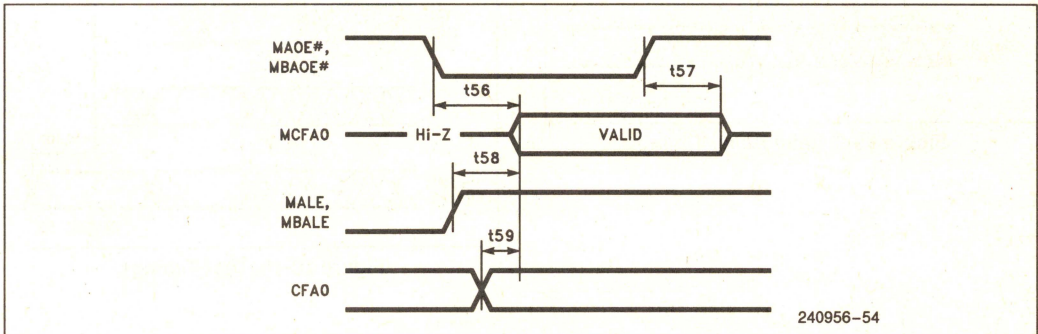 MAOE#,
MBAOE#
t56
t57
MCFA0
Hi-Z
VALID
t58
MALE,
MBALE
t59
CFA0
240956-54